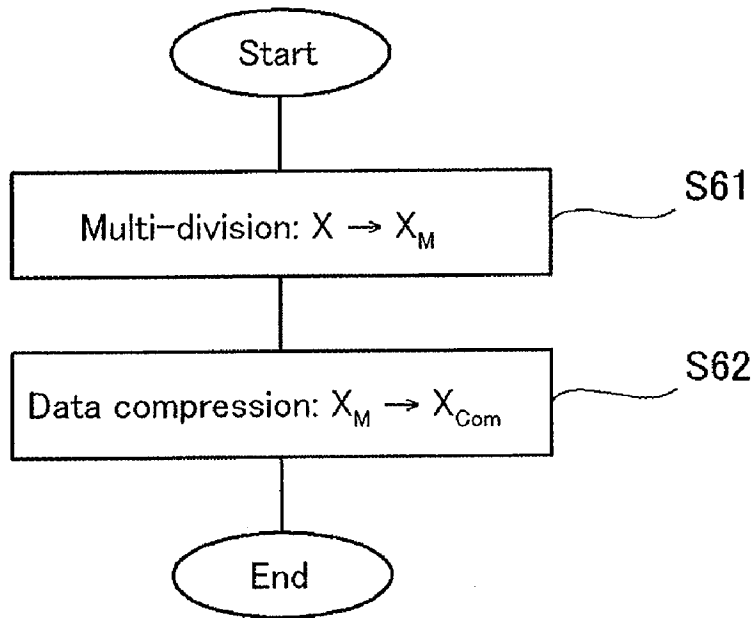 Start
S61
Multi-division: X → X_M
S62
Data compression: X_M → X_Com
End